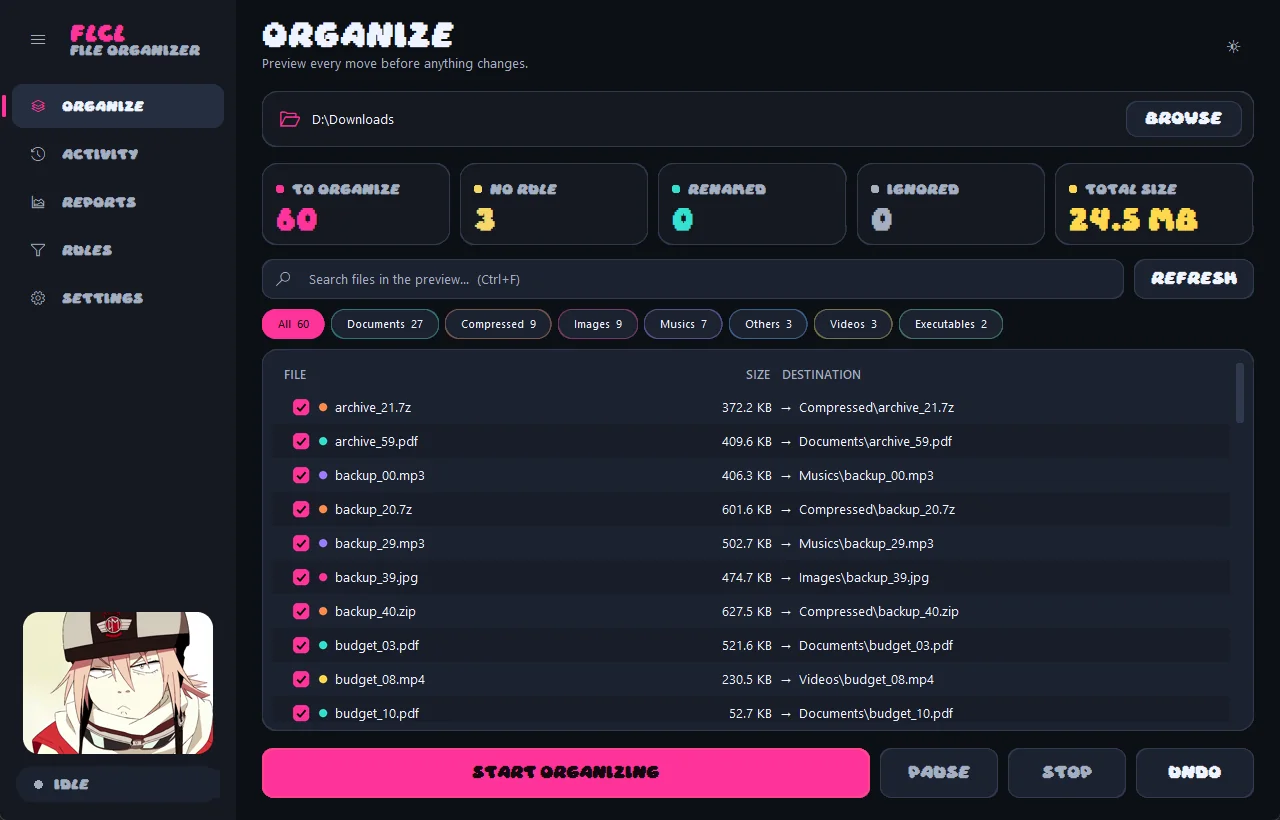 FLCL
FILE ORGANIZER
ORGANIZE
ACTIVITY
REPORTS
RULES
SETTINGS
IDLE
ORGANIZE
Preview every move before anything changes.
D:\Downloads
BROWSE
TO ORGANIZE
60
NO RULE
3
RENAMED
0
IGNORED
0
TOTAL SIZE
24.5 MB
Search files in the preview... (Ctrl+F)
REFRESH
All 60
Documents 27
Compressed 9
Images 9
Musics 7
Others 3
Videos 3
Executables 2
FILE SIZE DESTINATION
archive_21.7z 372.2 KB → Compressed\archive_21.7z
archive_59.pdf 409.6 KB → Documents\archive_59.pdf
backup_00.mp3 406.3 KB → Musics\backup_00.mp3
backup_20.7z 601.6 KB → Compressed\backup_20.7z
backup_29.mp3 502.7 KB → Musics\backup_29.mp3
backup_39.jpg 474.7 KB → Images\backup_39.jpg
backup_40.zip 627.5 KB → Compressed\backup_40.zip
budget_03.pdf 521.6 KB → Documents\budget_03.pdf
budget_08.mp4 230.5 KB → Videos\budget_08.mp4
budget_10.pdf 52.7 KB → Documents\budget_10.pdf
START ORGANIZING
PAUSE
STOP
UNDO